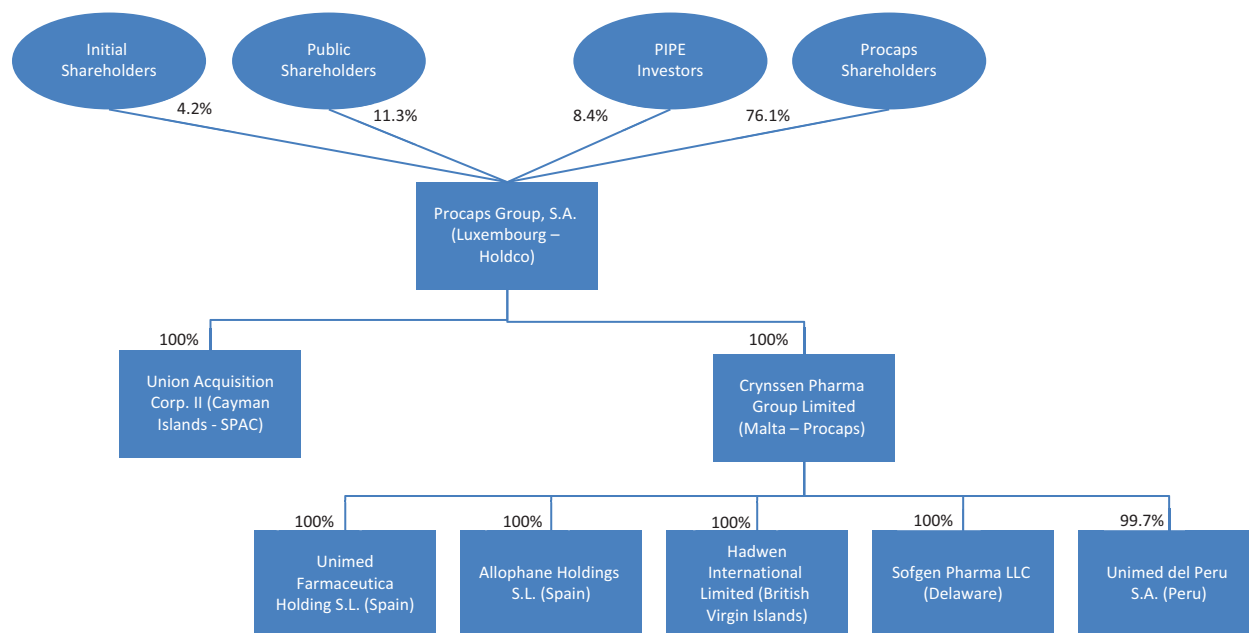 Initial
Shareholders
Public
Shareholders
PIPE
Investors
Procaps
Shareholders
4.2%
11.3%
8.4%
76.1%
Procaps Group, S.A.
(Luxembourg –
Holdco)
100%
100%
Union Acquisition
Corp. II (Cayman
Islands - SPAC)
Crynssen Pharma
Group Limited
(Malta – Procaps)
100%
100%
100%
100%
99.7%
Unimed
Farmaceutica
Holding S.L. (Spain)
Allophane Holdings
S.L. (Spain)
Hadwen
International
Limited (British
Virgin Islands)
Sofgen Pharma LLC
(Delaware)
Unimed del Peru
S.A. (Peru)